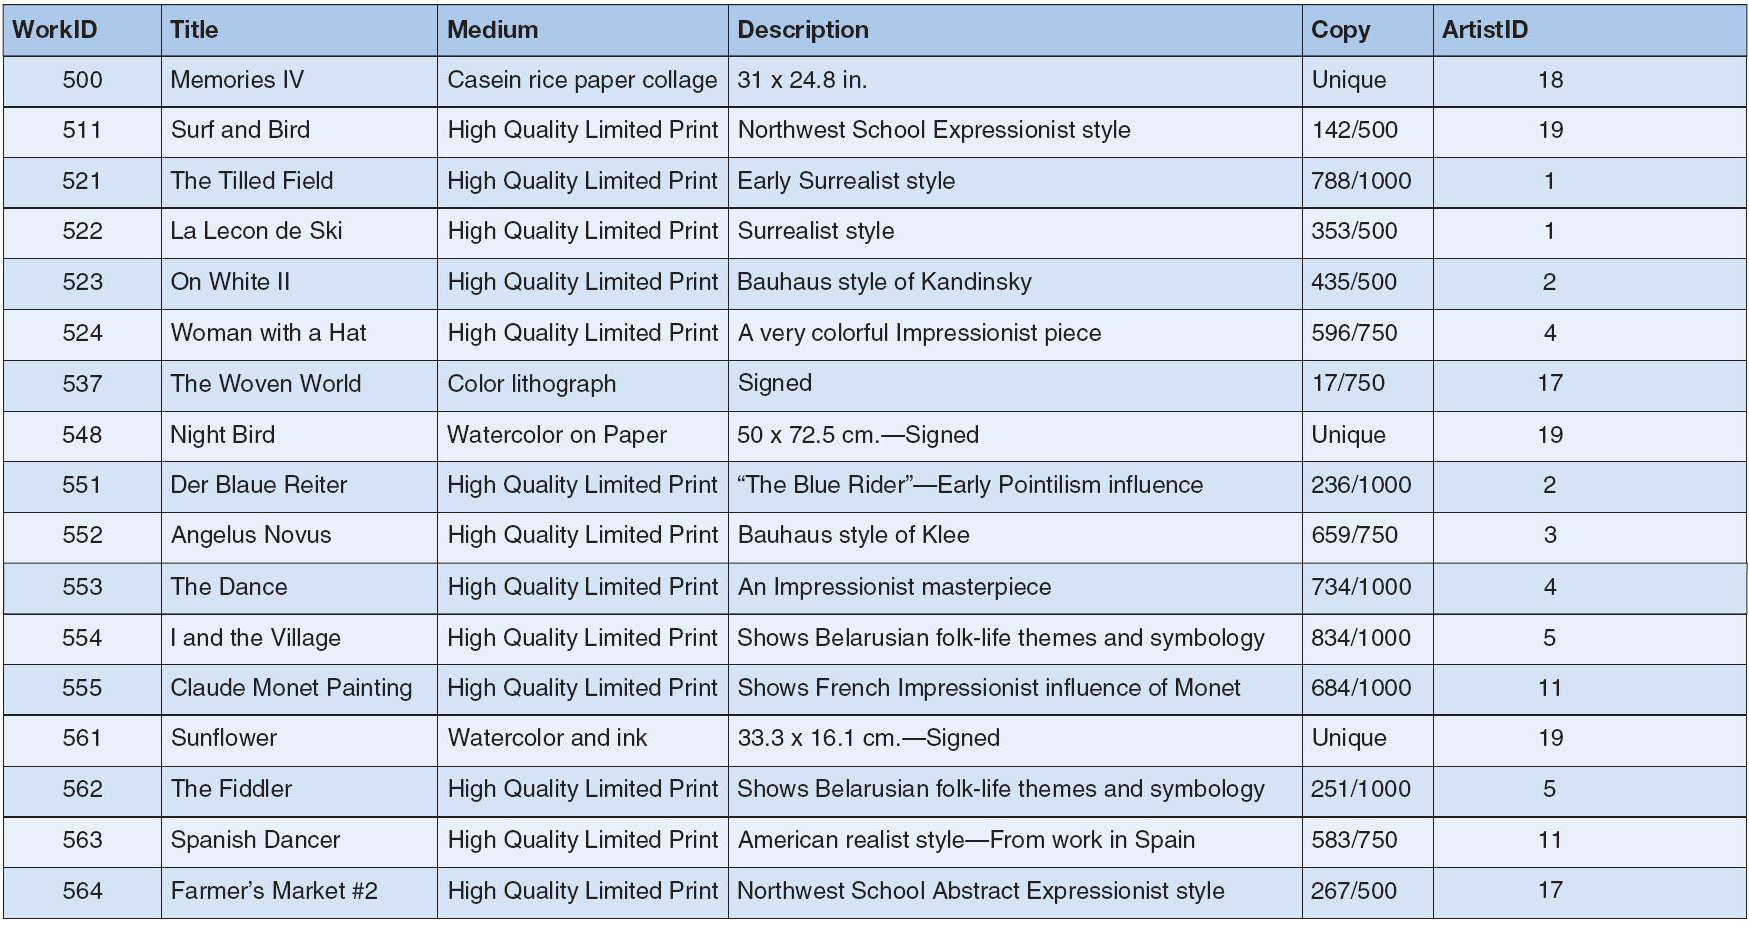 WorkID Title Medium Description Copy ArtistID
500 Memories IV Casein rice paper collage 31 x 24.8 in. Unique 18
511 Surf and Bird High Quality Limited Print Northwest School Expressionist style 142/500 19
521 The Tilled Field High Quality Limited Print Early Surrealist style 788/1000 1
522 La Lecon de Ski High Quality Limited Print Surrealist style 353/500 1
523 On White II High Quality Limited Print Bauhaus style of Kandinsky 435/500 2
524 Woman with a Hat High Quality Limited Print A very colorful Impressionist piece 596/750 4
537 The Woven World Color lithograph Signed 17/750 17
548 Night Bird Watercolor on Paper 50 x 72.5 cm.—Signed Unique 19
551 Der Blaue Reiter High Quality Limited Print “The Blue Rider”—Early Pointilism influence 236/1000 2
552 Angelus Novus High Quality Limited Print Bauhaus style of Klee 659/750 3
553 The Dance High Quality Limited Print An Impressionist masterpiece 734/1000 4
554 I and the Village High Quality Limited Print Shows Belarusian folk-life themes and symbology 834/1000 5
555 Claude Monet Painting High Quality Limited Print Shows French Impressionist influence of Monet 684/1000 11
561 Sunflower Watercolor and ink 33.3 x 16.1 cm.—Signed Unique 19
562 The Fiddler High Quality Limited Print Shows Belarusian folk-life themes and symbology 251/1000 5
563 Spanish Dancer High Quality Limited Print American realist style—From work in Spain 583/750 11
564 Farmer’s Market #2 High Quality Limited Print Northwest School Abstract Expressionist style 267/500 17